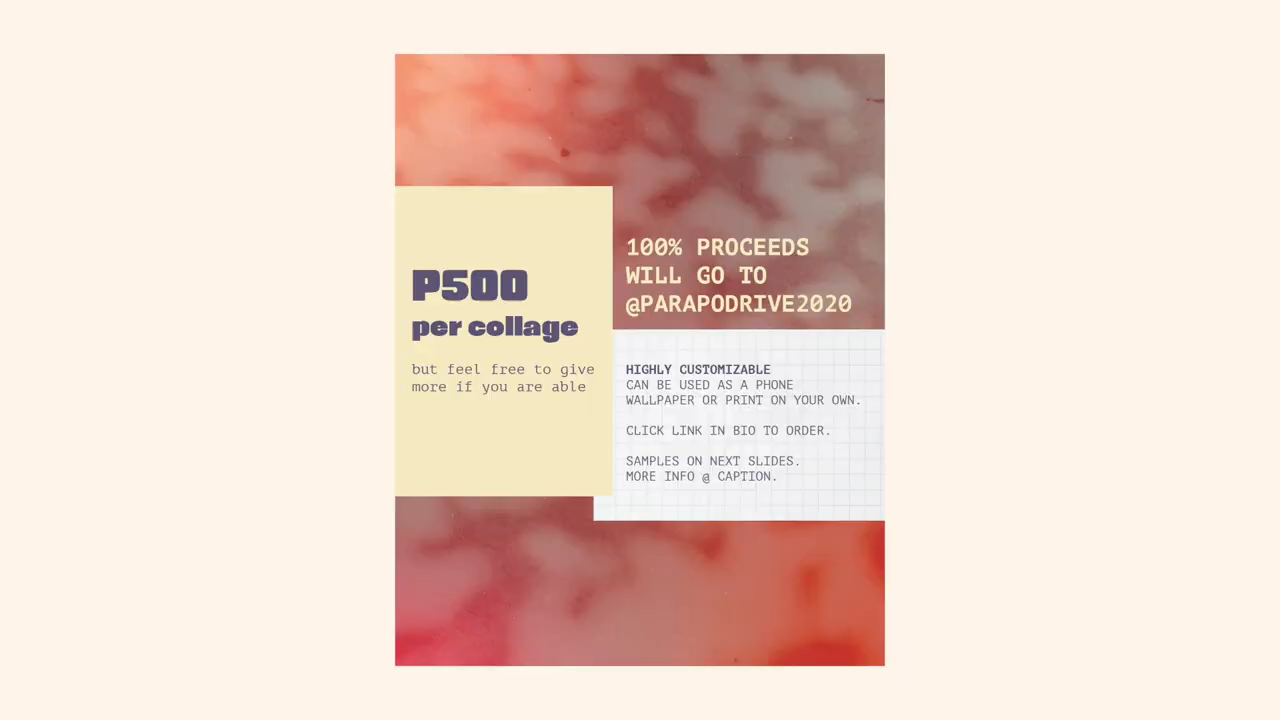 P500
per collage
but feel free to give
more if you are able
100% PROCEEDS
WILL GO TO
@PARAPODRIVE2020
HIGHLY CUSTOMIZABLE
CAN BE USED AS A PHONE
WALLPAPER OR PRINT ON YOUR OWN.
CLICK LINK IN BIO TO ORDER.
SAMPLES ON NEXT SLIDES.
MORE INFO @ CAPTION.